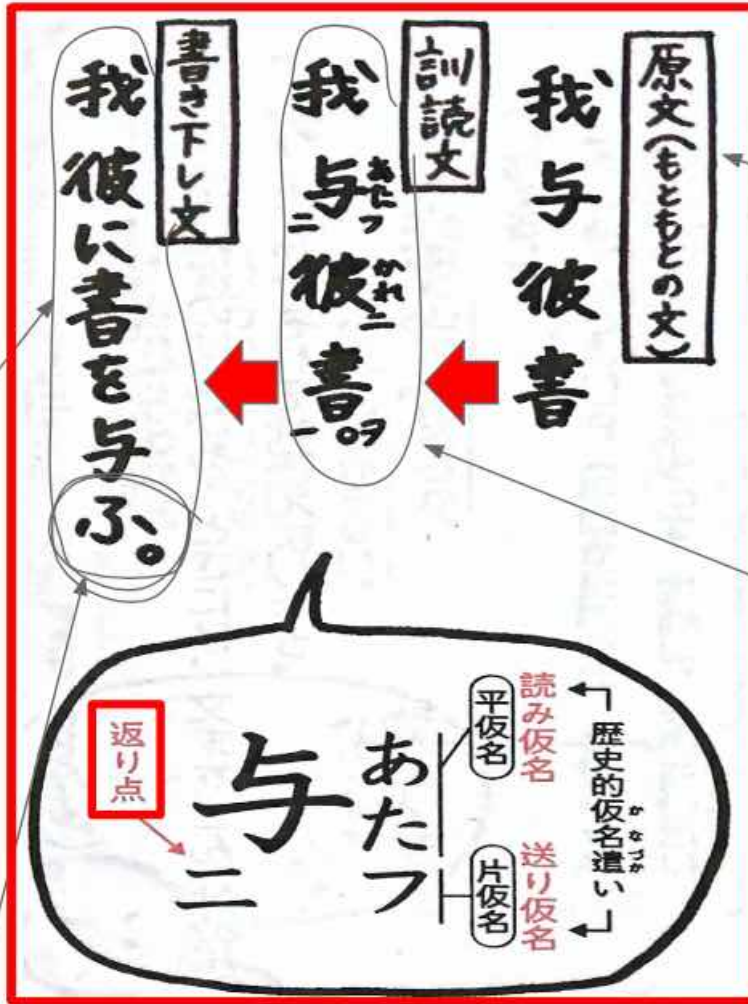 原文(もともとの文)
我与彼書
訓読文
我与あたフ二彼かれニ書ヲ。一
書き下し文
我彼に書を与ふ。
歴史的仮名遣いかなづか
読み仮名
送り仮名
平仮名
片仮名
あたフ
与
二
返り点